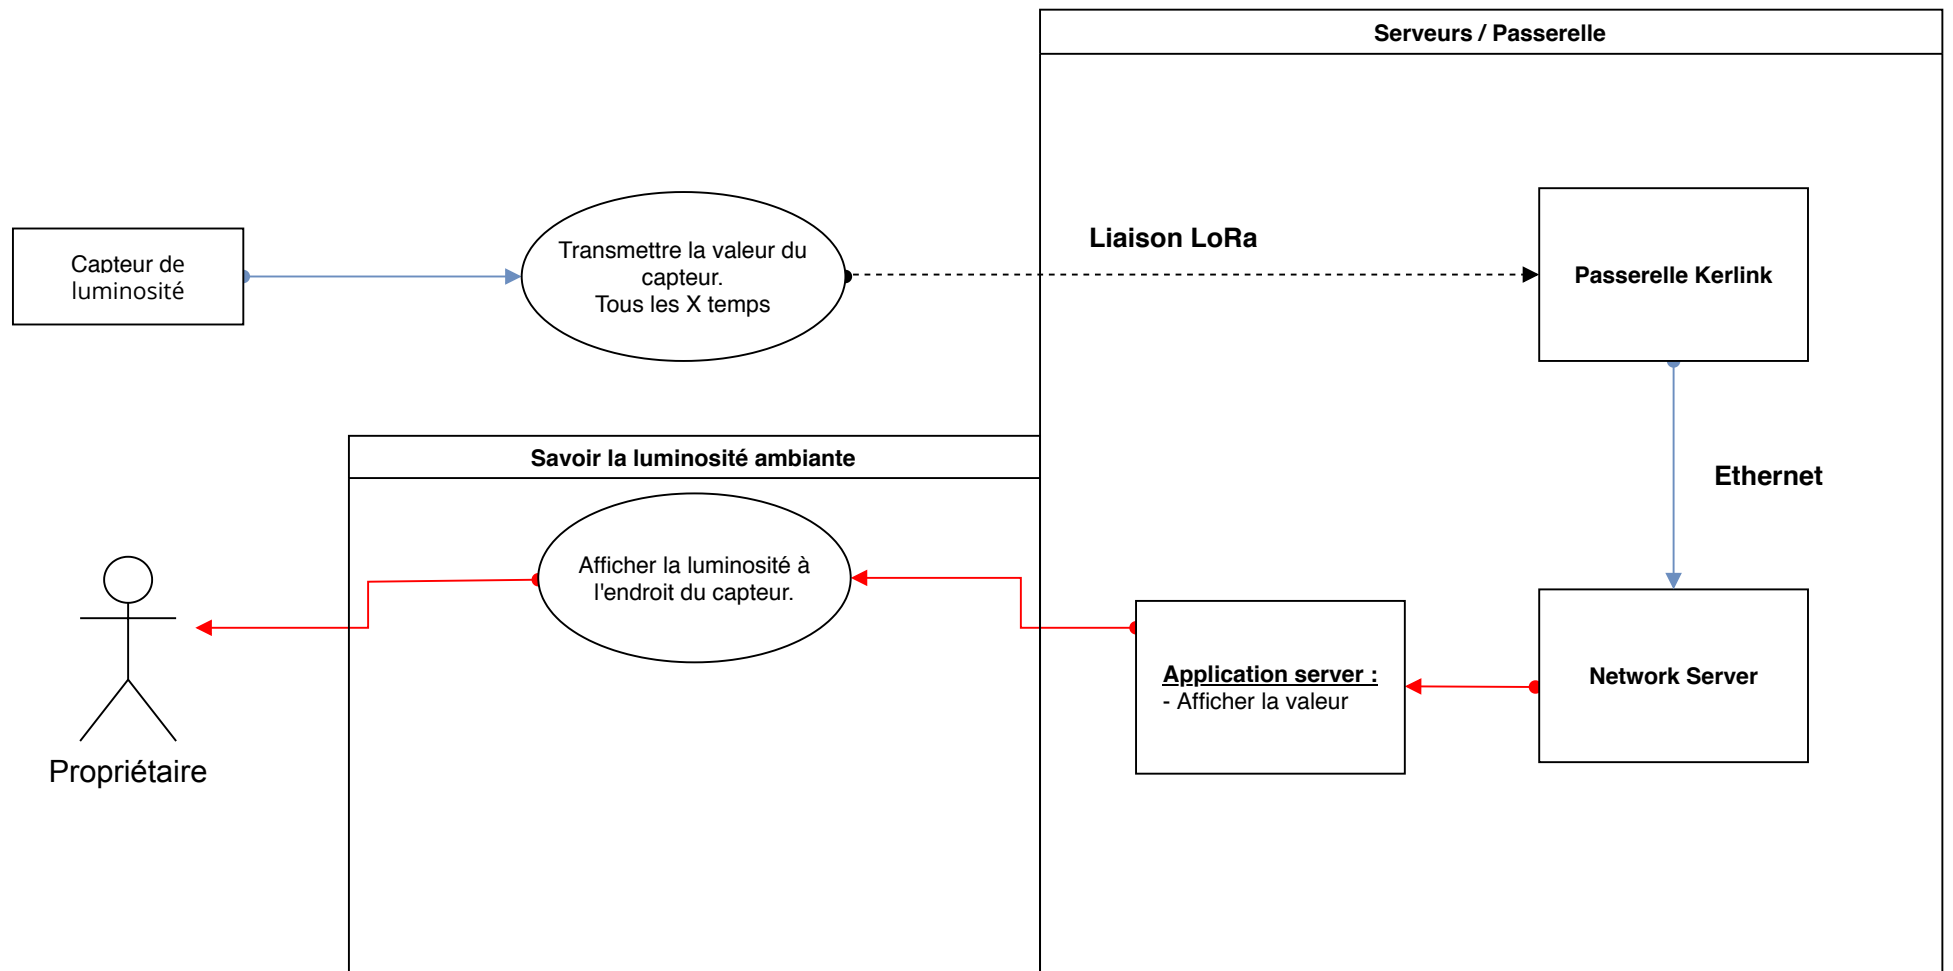 Serveurs / Passerelle
Capteur de
luminosité
Transmettre la valeur du
capteur.
Tous les X temps
Liaison LoRa
Passerelle Kerlink
Ethernet
Savoir la luminosité ambiante
Afficher la luminosité à
l'endroit du capteur.
Propriétaire
Application server :
- Afficher la valeur
Network Server